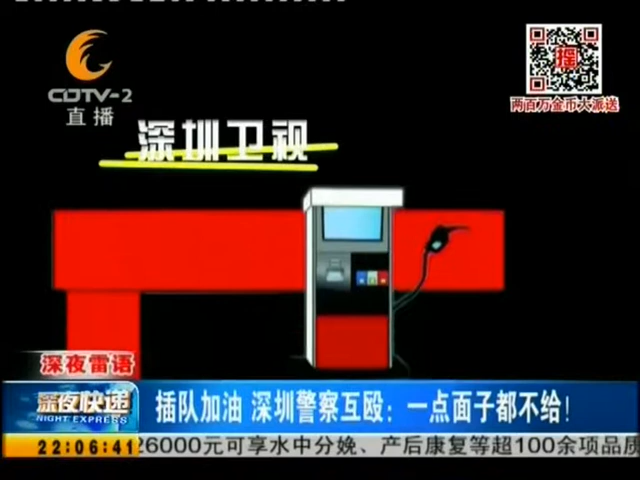 CDTV-2
直播
摇
两百万金币大派送
深圳卫视
深夜雷语
深夜快递
NIGHT EXPRESS
插队加油 深圳警察互殴：一点面子都不给！
22:06:41
26000元可享水中分娩、产后康复等超100余项品质